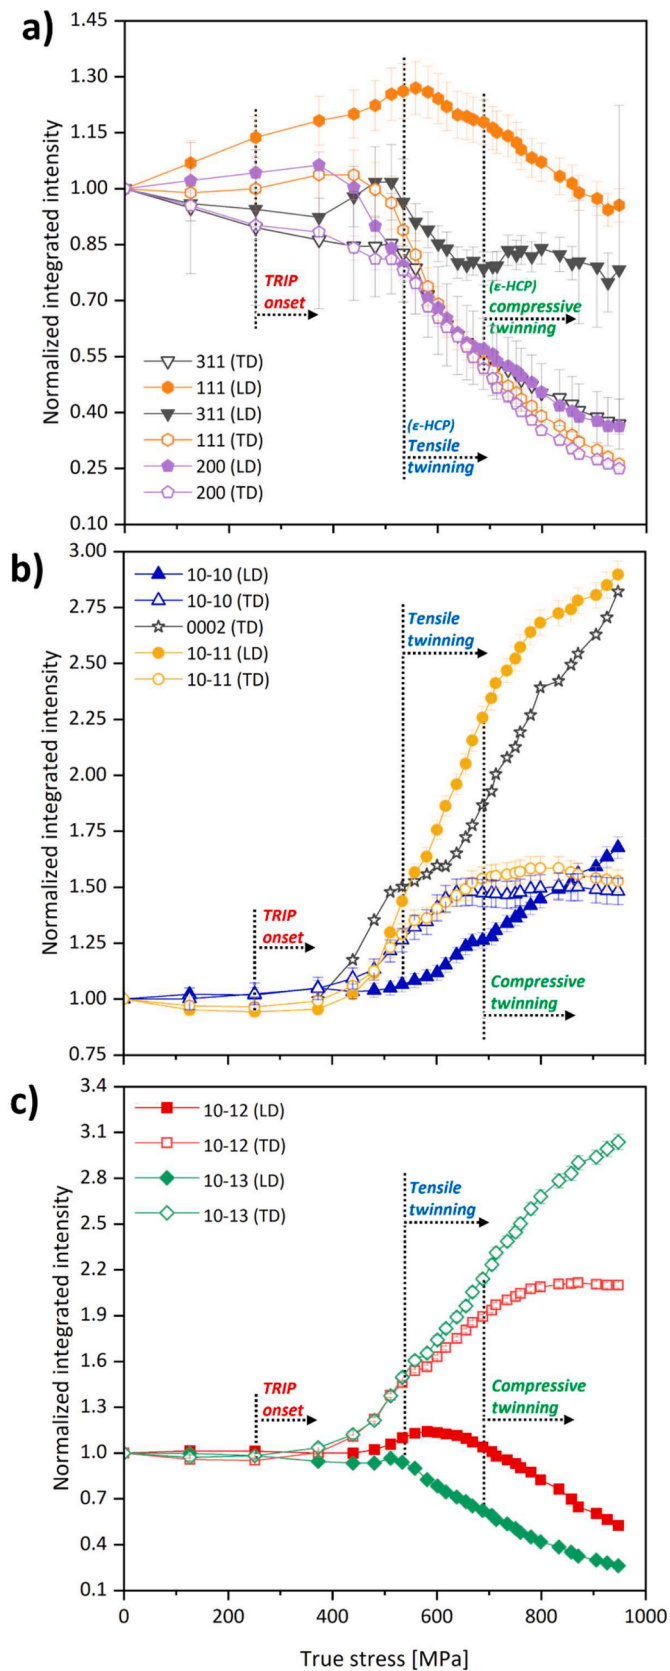 a)
Normalized integrated intensity
1.45
1.30
1.15
1.00
0.85
0.70
0.55
0.40
0.25
0.10
TRIP
onset
(ε-HCP)
compressive
twinning
(ε-HCP)
Tensile
twinning
311 (TD)
111 (LD)
311 (LD)
111 (TD)
200 (LD)
200 (TD)
b)
Normalized integrated intensity
3.00
2.75
2.50
2.25
2.00
1.75
1.50
1.25
1.00
0.75
10-10 (LD)
10-10 (TD)
0002 (TD)
10-11 (LD)
10-11 (TD)
Tensile
twinning
TRIP
onset
Compressive
twinning
c)
Normalized integrated intensity
3.4
3.1
2.8
2.5
2.2
1.9
1.6
1.3
1.0
0.7
0.4
0.1
10-12 (LD)
10-12 (TD)
10-13 (LD)
10-13 (TD)
Tensile
twinning
TRIP
onset
Compressive
twinning
0 200 400 600 800 1000
True stress [MPa]